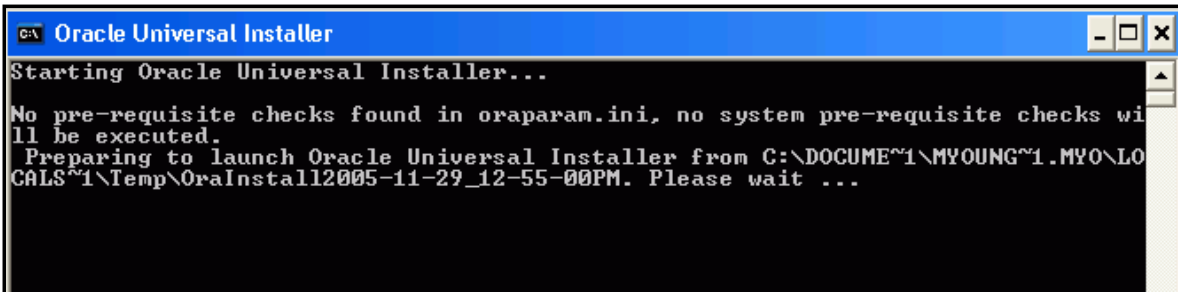 Oracle Universal Installer
Starting Oracle Universal Installer...
No pre-requisite checks found in oraparam.ini, no system pre-requisite checks wi
ll be executed.
 Preparing to launch Oracle Universal Installer from C:\DOCUME~1\MYOUNG~1.MYO\LO
CALS~1\Temp\OraInstall2005-11-29_12-55-00PM. Please wait ...